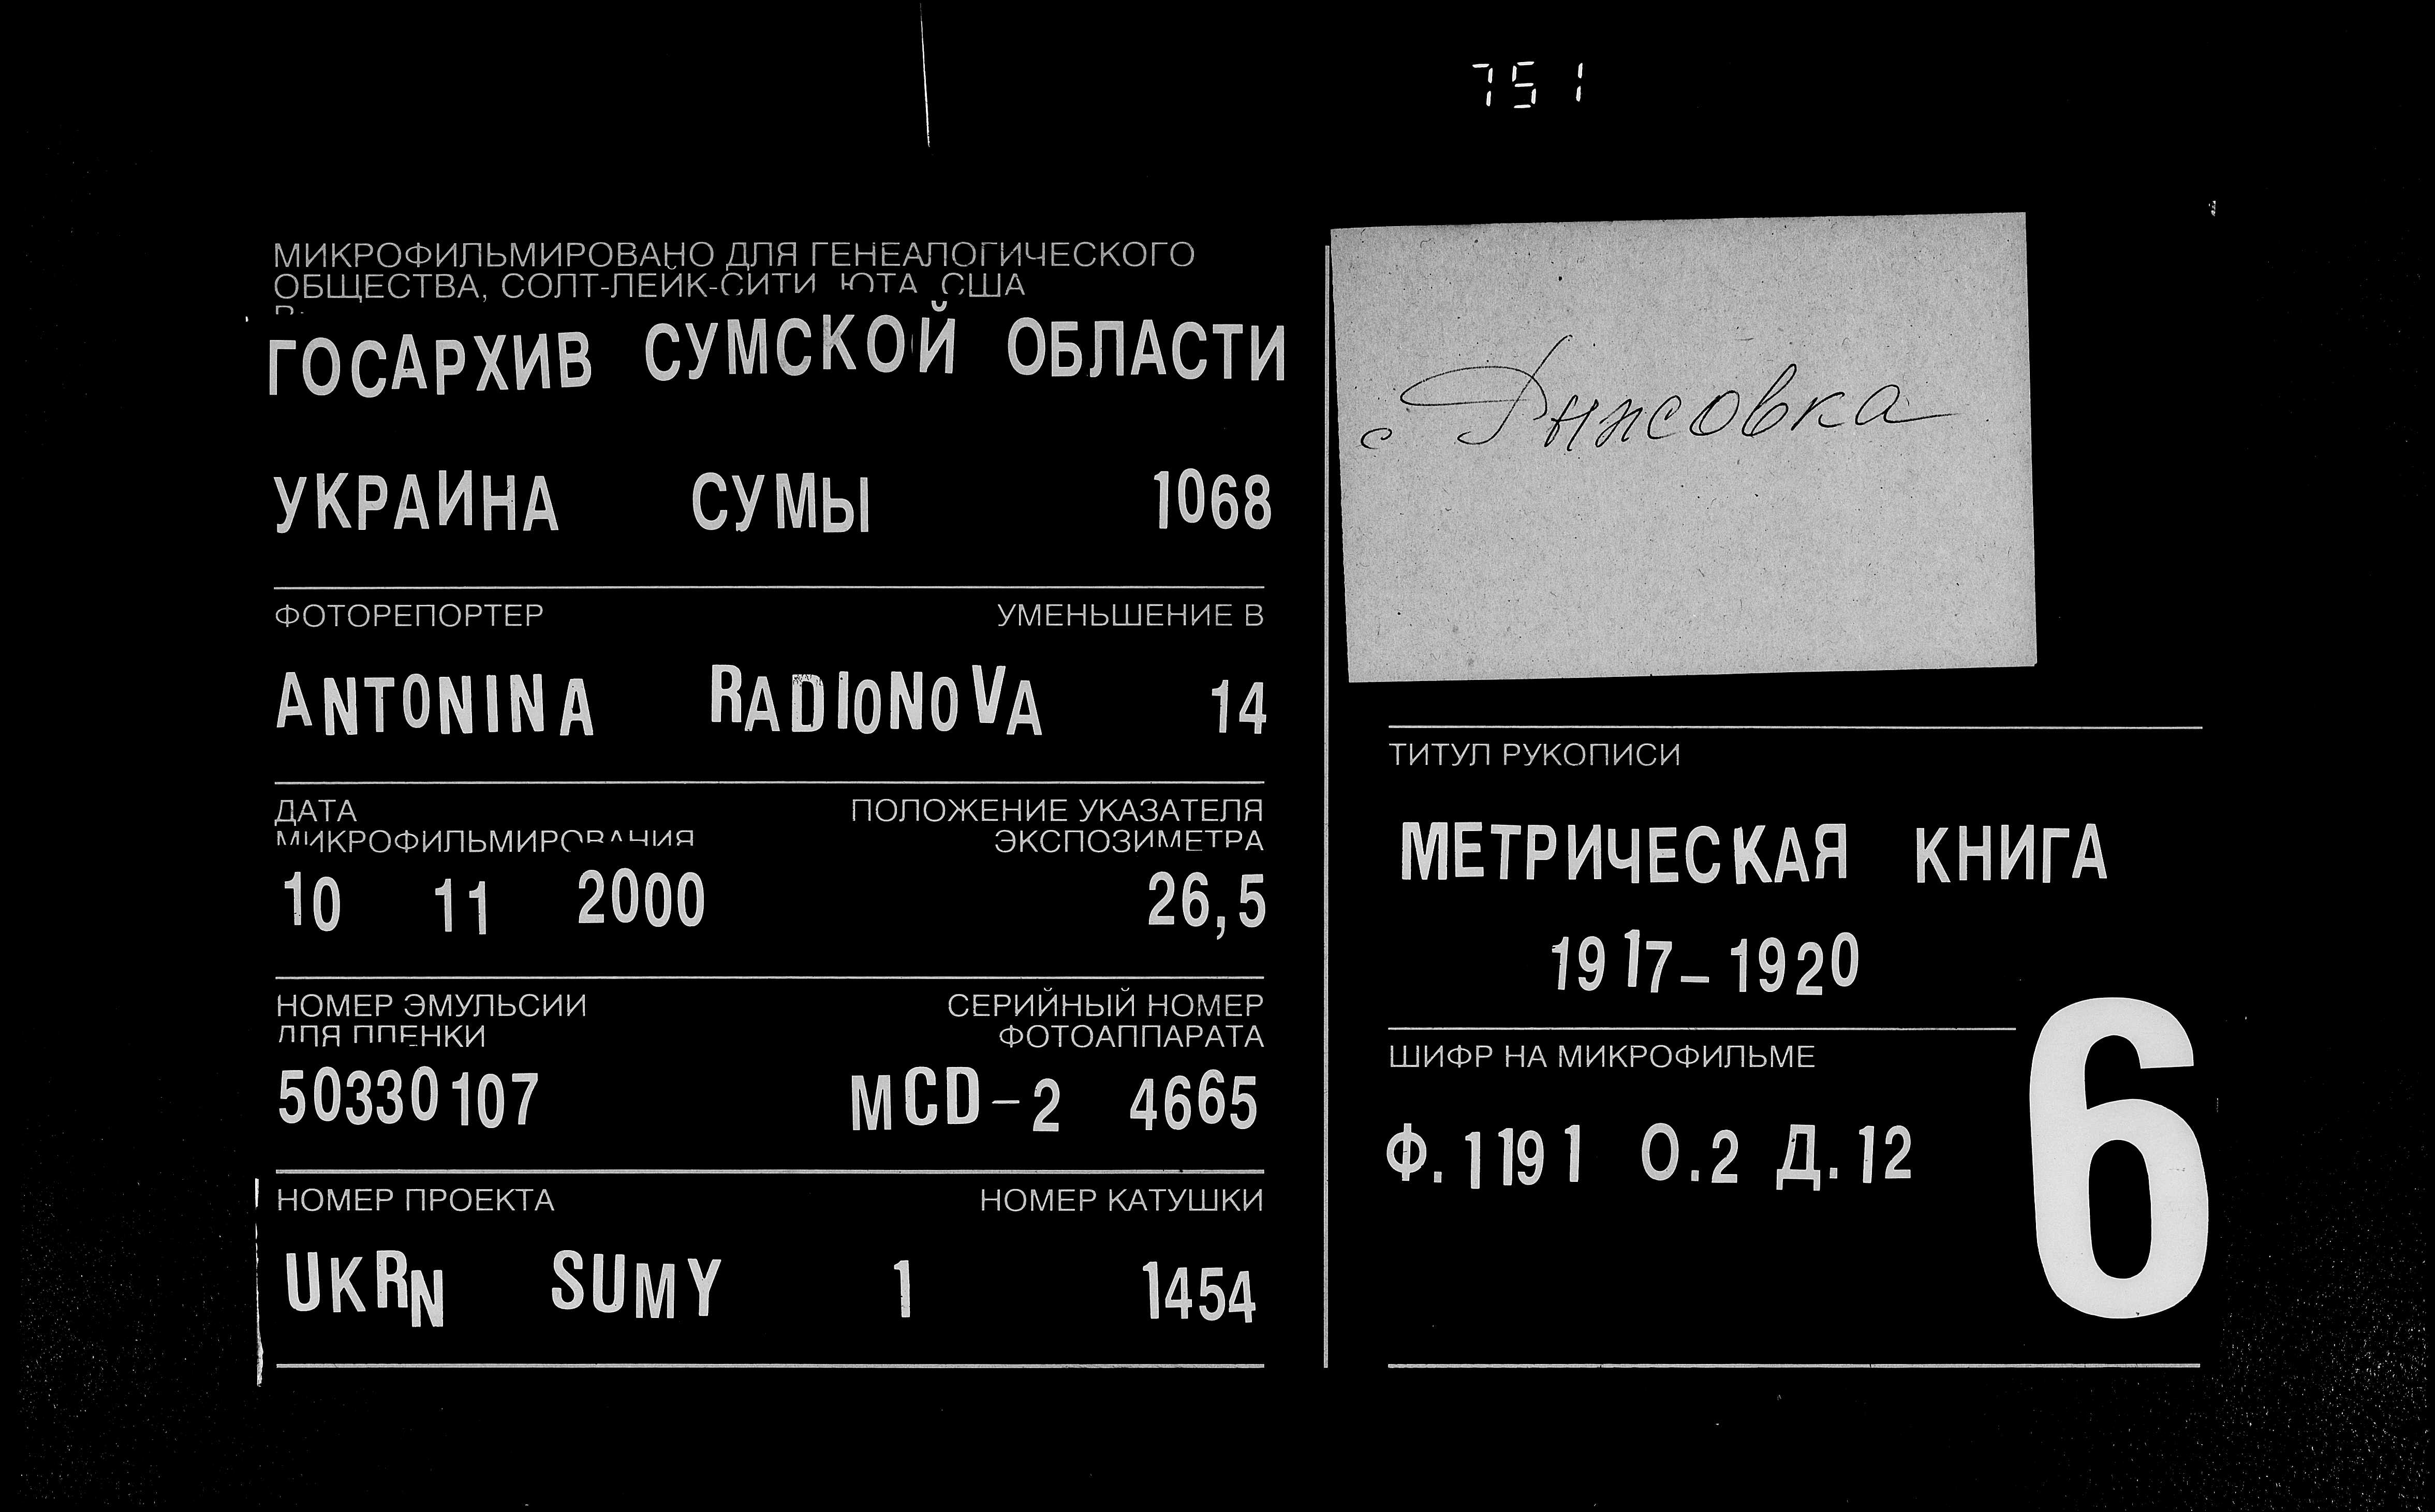 751
МИКРОФИЛЬМИРОВАНО ДЛЯ ГЕНЕАЛОГИЧЕСКОГО
ОБЩЕСТВА, СОЛТ-ЛЕЙК-СИТИ, ЮТА, США
ГОСАРХИВ СУМСКОЙ ОБЛАСТИ
УКРАИНА СУМЫ 1068
ФОТОРЕПОРТЕР УМЕНЬШЕНИЕ В
ANTONINA RADIONOVA 14
ДАТА ПОЛОЖЕНИЕ УКАЗАТЕЛЯ
МИКРОФИЛЬМИРОВАНИЯ ЭКСПОЗИМЕТРА
10 11 2000 26,5
НОМЕР ЭМУЛЬСИИ СЕРИЙНЫЙ НОМЕР
ДЛЯ ПЛЕНКИ ФОТОАППАРАТА
50330107 MCD-2 4665
НОМЕР ПРОЕКТА НОМЕР КАТУШКИ
UKRN SUMY 1 1454
с
ТИТУЛ РУКОПИСИ
МЕТРИЧЕСКАЯ КНИГА
1917-1920
ШИФР НА МИКРОФИЛЬМЕ
Ф.1191 О.2 Д.12
6